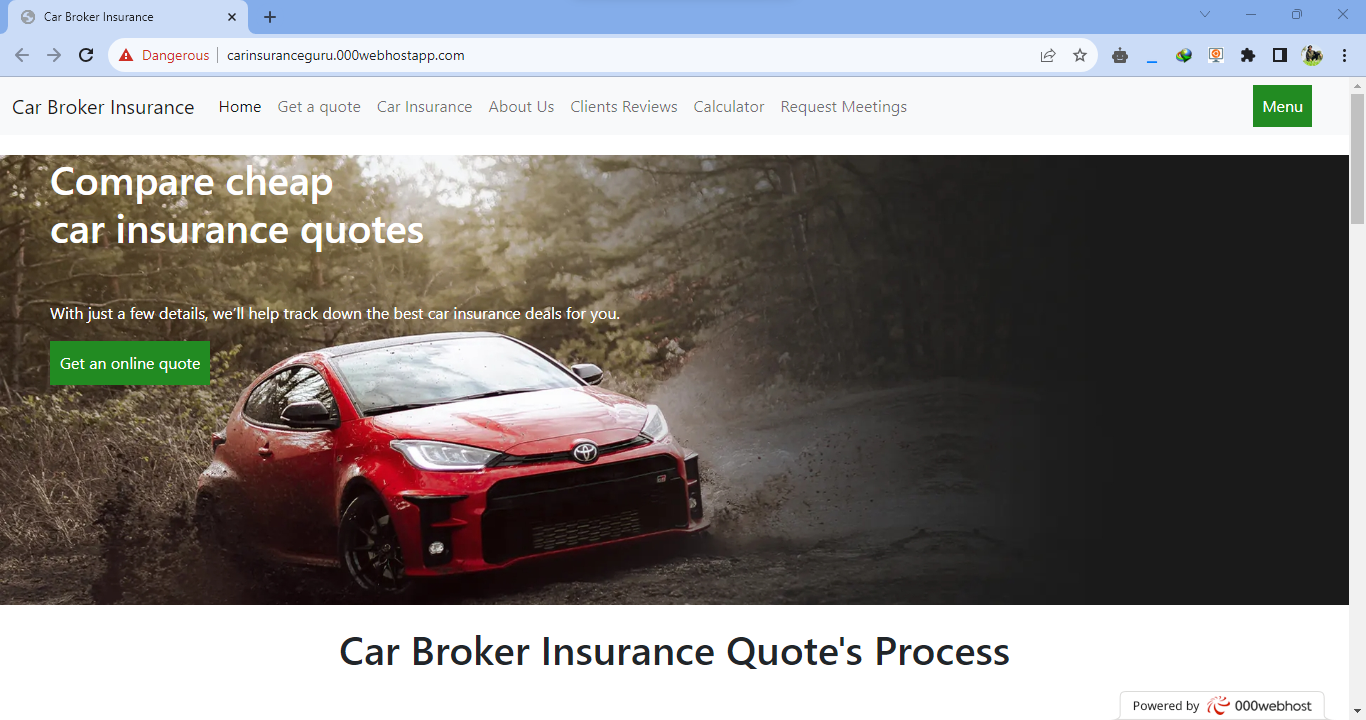 Car Broker Insurance
Dangerous
carinsuranceguru.000webhostapp.com
Car Broker Insurance
Home
Get a quote
Car Insurance
About Us
Clients Reviews
Calculator
Request Meetings
Menu
Compare cheap
car insurance quotes
With just a few details, we'll help track down the best car insurance deals for you.
Get an online quote
Car Broker Insurance Quote's Process
Powered by 000webhost